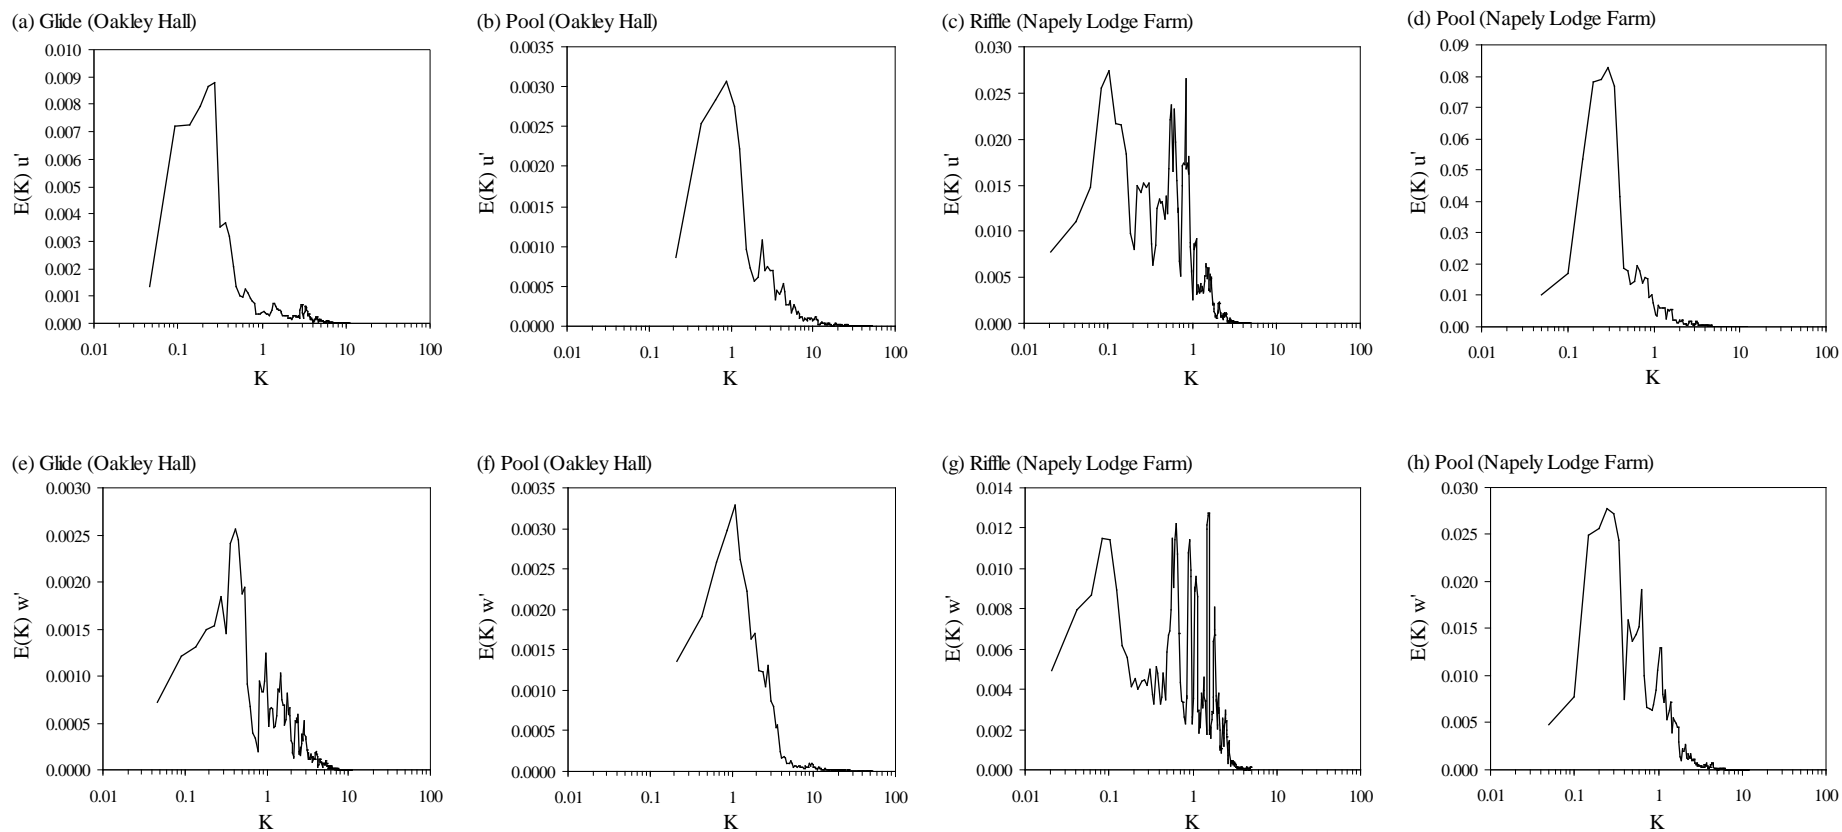 (a) Glide (Oakley Hall)
0.010
0.009
0.008
0.007
0.006
0.005
0.004
0.003
0.002
0.001
0.000
E(K) u'
0.01 0.1 1 10 100
K
(b) Pool (Oakley Hall)
0.0035
0.0030
0.0025
0.0020
0.0015
0.0010
0.0005
0.0000
E(K) u'
0.01 0.1 1 10 100
K
(c) Riffle (Napely Lodge Farm)
0.030
0.025
0.020
0.015
0.010
0.005
0.000
E(K) u'
0.01 0.1 1 10 100
K
(d) Pool (Napely Lodge Farm)
0.09
0.08
0.07
0.06
0.05
0.04
0.03
0.02
0.01
0.00
E(K) u'
0.01 0.1 1 10 100
K
(e) Glide (Oakley Hall)
0.0030
0.0025
0.0020
0.0015
0.0010
0.0005
0.0000
E(K) w'
0.01 0.1 1 10 100
K
(f) Pool (Oakley Hall)
0.0035
0.0030
0.0025
0.0020
0.0015
0.0010
0.0005
0.0000
E(K) w'
0.01 0.1 1 10 100
K
(g) Riffle (Napely Lodge Farm)
0.014
0.012
0.010
0.008
0.006
0.004
0.002
0.000
E(K) w'
0.01 0.1 1 10 100
K
(h) Pool (Napely Lodge Farm)
0.030
0.025
0.020
0.015
0.010
0.005
0.000
E(K) w'
0.01 0.1 1 10 100
K